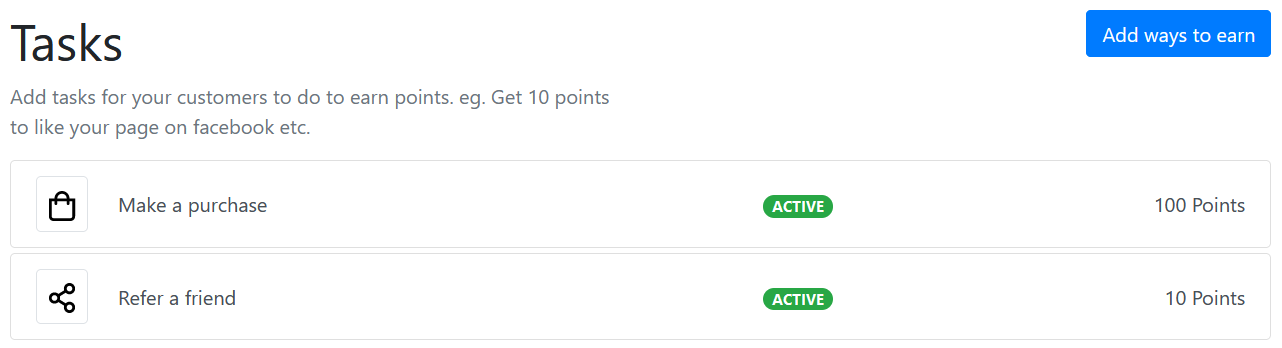 Tasks
Add ways to earn
Add tasks for your customers to do to earn points. eg. Get 10 points
to like your page on facebook etc.
Make a purchase
ACTIVE
100 Points
Refer a friend
ACTIVE
10 Points